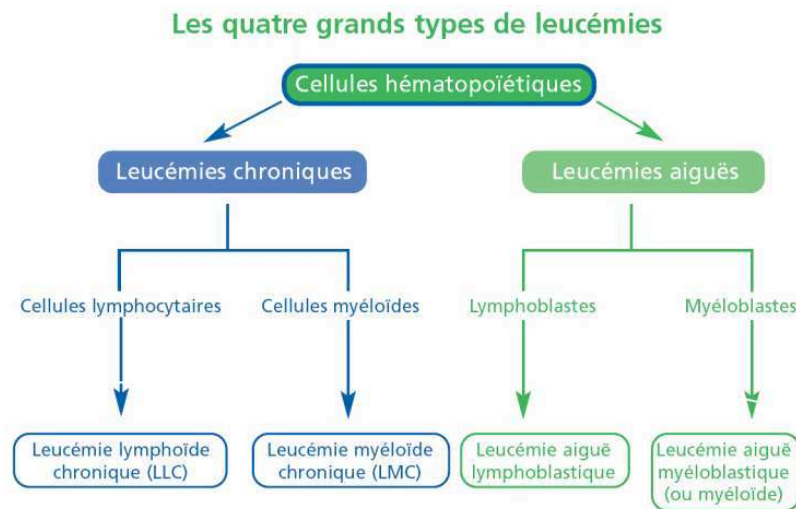 Les quatre grands types de leucémies
Cellules hématopoïétiques
Leucémies chroniques
Leucémies aiguës
Cellules lymphocytaires
Cellules myéloïdes
Lymphoblastes
Myéloblastes
Leucémie lymphoïde
chronique (LLC)
Leucémie myéloïde
chronique (LMC)
Leucémie aiguë
lymphoblastique
Leucémie aiguë
myéloblastique
(ou myéloïde)